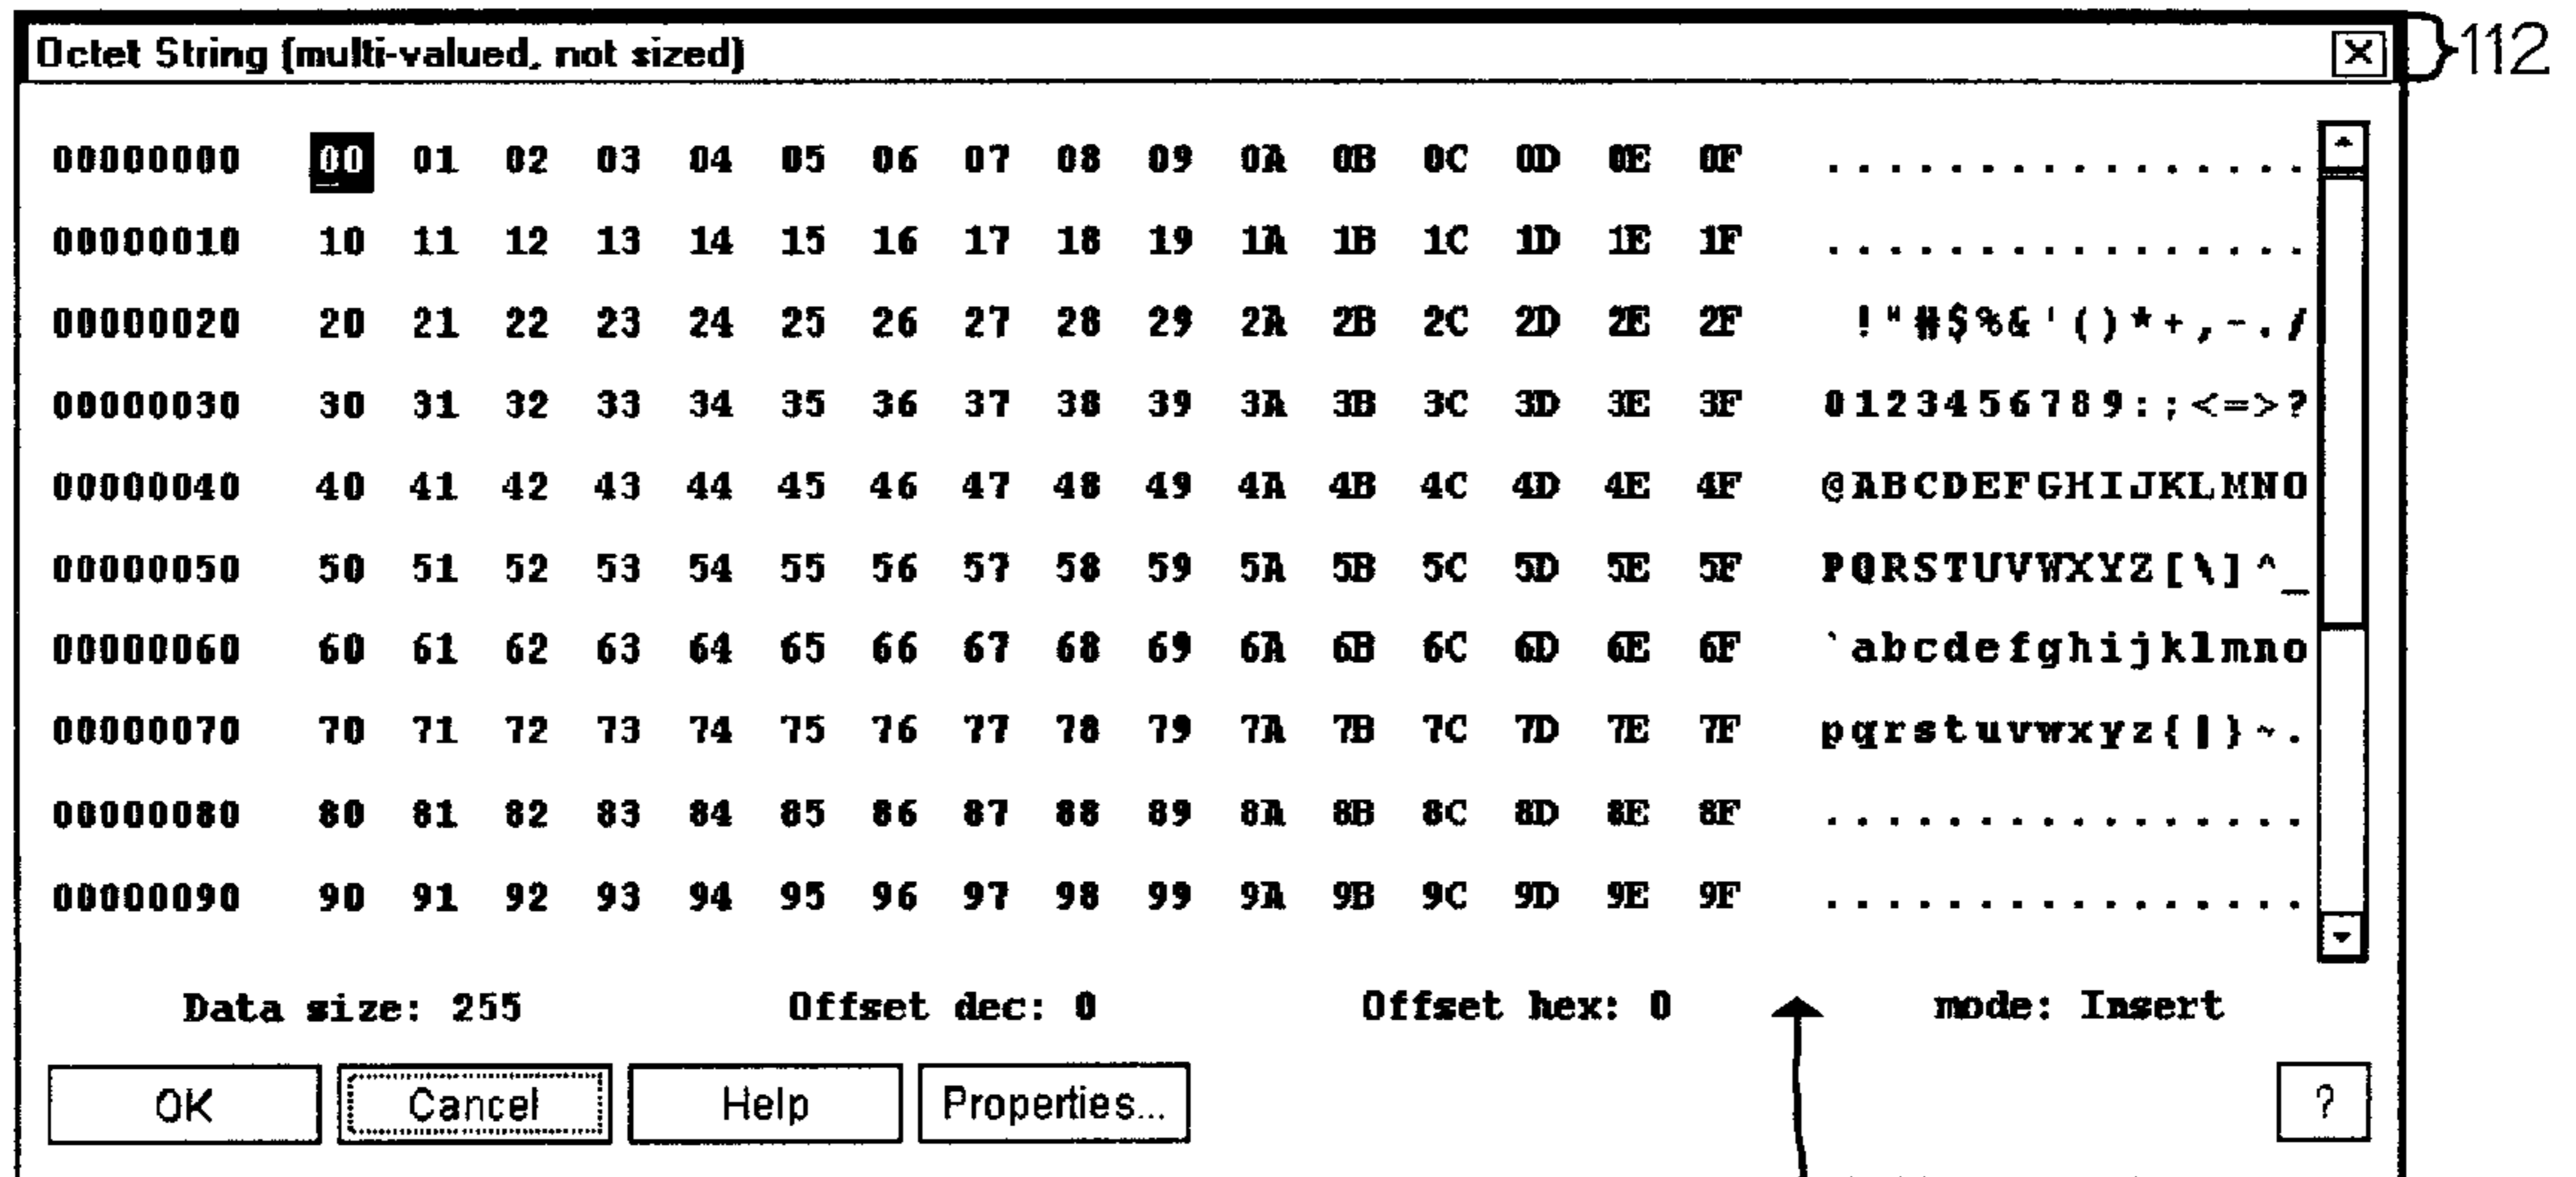 Octet String (multi-valued, not sized) 112
00000000 00 01 02 03 04 05 06 07 08 09 0A 0B 0C 0D 0E 0F ................
00000010 10 11 12 13 14 15 16 17 18 19 1A 1B 1C 1D 1E 1F ................
00000020 20 21 22 23 24 25 26 27 28 29 2A 2B 2C 2D 2E 2F !"#$%&'()*+,-./
00000030 30 31 32 33 34 35 36 37 38 39 3A 3B 3C 3D 3E 3F 0123456789:;<=>?
00000040 40 41 42 43 44 45 46 47 48 49 4A 4B 4C 4D 4E 4F @ABCDEFGHIJKLMNO
00000050 50 51 52 53 54 55 56 57 58 59 5A 5B 5C 5D 5E 5F PQRSTUVWXYZ[\]^_
00000060 60 61 62 63 64 65 66 67 68 69 6A 6B 6C 6D 6E 6F `abcdefghijklmno
00000070 70 71 72 73 74 75 76 77 78 79 7A 7B 7C 7D 7E 7F pqrstuvwxyz{|}~.
00000080 80 81 82 83 84 85 86 87 88 89 8A 8B 8C 8D 8E 8F ................
00000090 90 91 92 93 94 95 96 97 98 99 9A 9B 9C 9D 9E 9F ................
Data size: 255 Offset dec: 0 Offset hex: 0 mode: Insert
OK Cancel Help Properties... ?